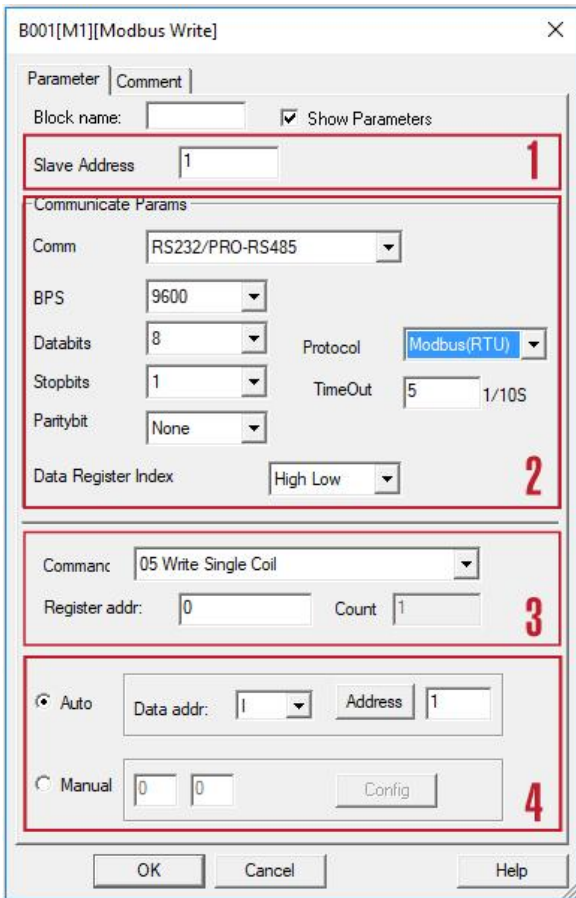 B001[M1][Modbus Write]
Parameter Comment
Block name: Show Parameters
Slave Address 1 1
Communicate Params
Comm RS232/PRO-RS485
BPS 9600
Databits 8 Protocol Modbus(RTU)
Stopbits 1 TimeOut 5 1/10S
Paritybit None
Data Register Index High Low 2
Commanc 05 Write Single Coil
Register addr: 0 Count 1 3
Auto Data addr: I Address 1
Manual 0 0 Config 4
OK Cancel Help